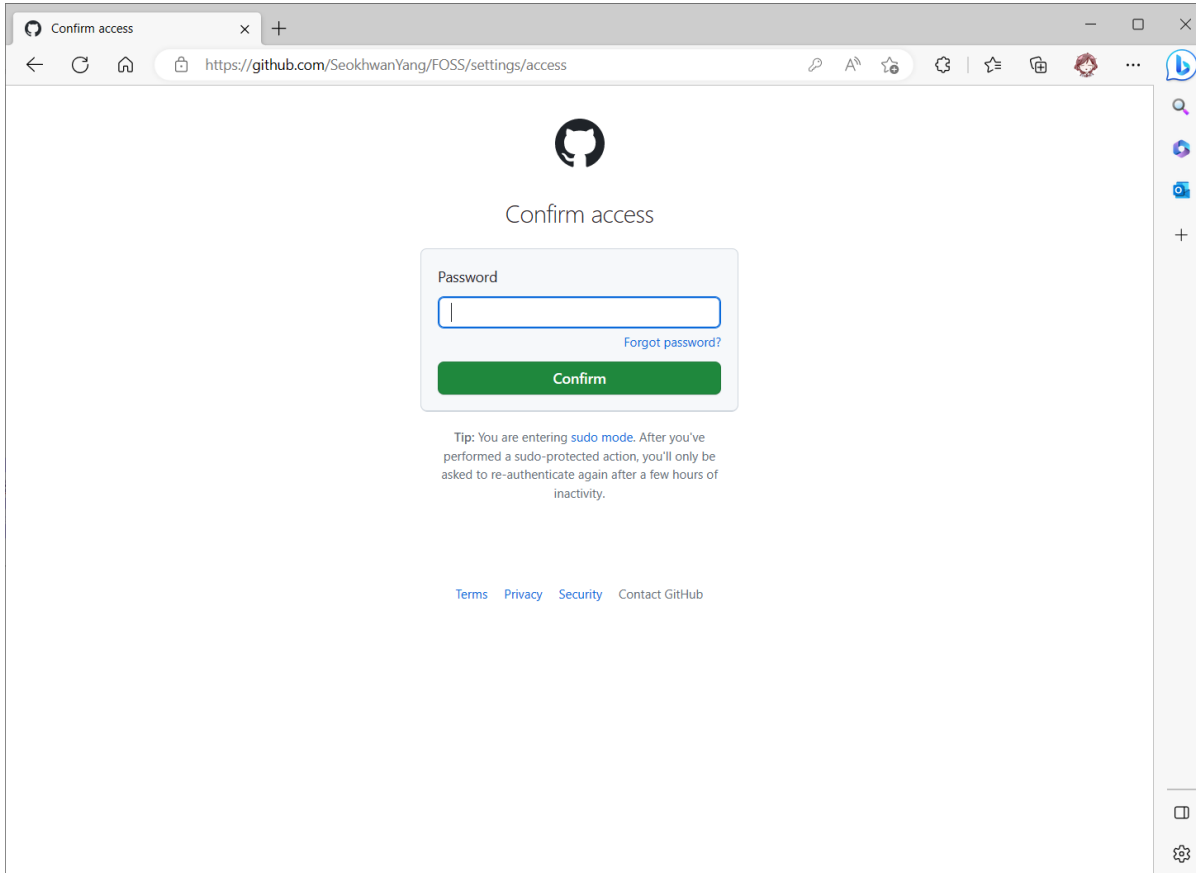 Confirm access
https://github.com/SeokhwanYang/FOSS/settings/access
Confirm access
Password
Forgot password?
Confirm
Tip: You are entering sudo mode. After you've
performed a sudo-protected action, you'll only be
asked to re-authenticate again after a few hours of
inactivity.
Terms Privacy Security Contact GitHub